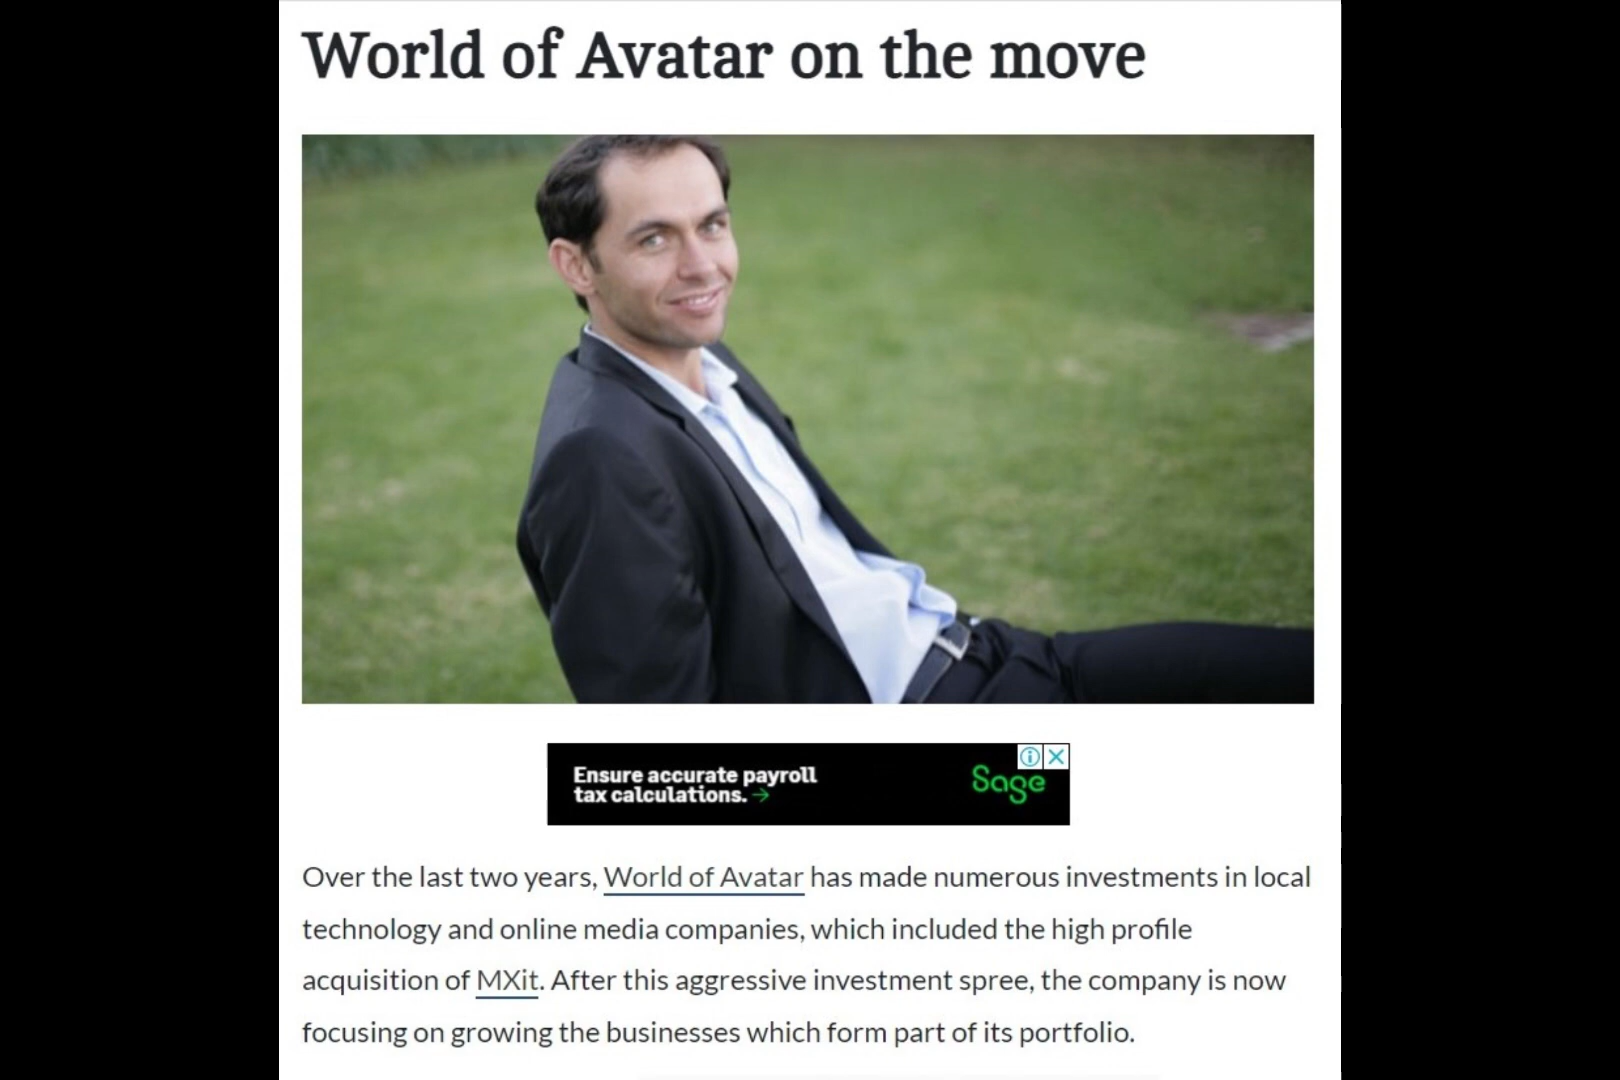 World of Avatar on the move
Ensure accurate payroll
tax calculations. →
Sage
Over the last two years, World of Avatar has made numerous investments in local
technology and online media companies, which included the high profile
acquisition of MXit. After this aggressive investment spree, the company is now
focusing on growing the businesses which form part of its portfolio.